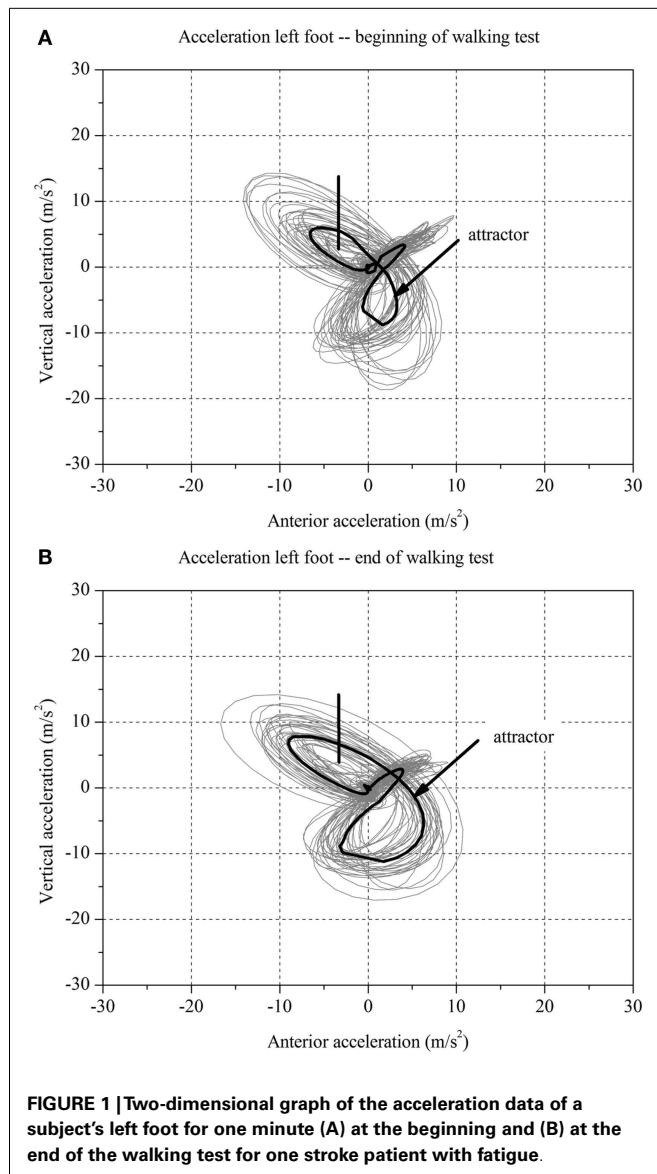 A
Acceleration left foot -- beginning of walking test
30
20
10
0
-10
-20
-30
Vertical acceleration (m/s²)
attractor
-30
-20
-10
0
10
20
30
Anterior acceleration (m/s²)
B
Acceleration left foot -- end of walking test
30
20
10
0
-10
-20
-30
Vertical acceleration (m/s²)
attractor
-30
-20
-10
0
10
20
30
Anterior acceleration (m/s²)
FIGURE 1 | Two-dimensional graph of the acceleration data of a
subject's left foot for one minute (A) at the beginning and (B) at the
end of the walking test for one stroke patient with fatigue.